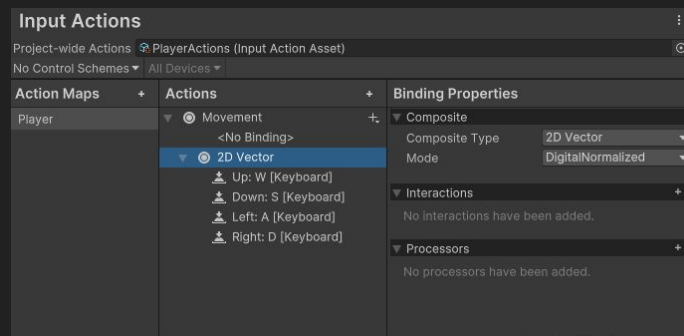 Input Actions
Project-wide Actions PlayerActions (Input Action Asset)
No Control Schemes All Devices
Action Maps +
Player
Actions +
Movement
<No Binding>
2D Vector
Up: W [Keyboard]
Down: S [Keyboard]
Left: A [Keyboard]
Right: D [Keyboard]
Binding Properties
Composite
Composite Type 2D Vector
Mode DigitalNormalized
Interactions +
No interactions have been added.
Processors +
No processors have been added.